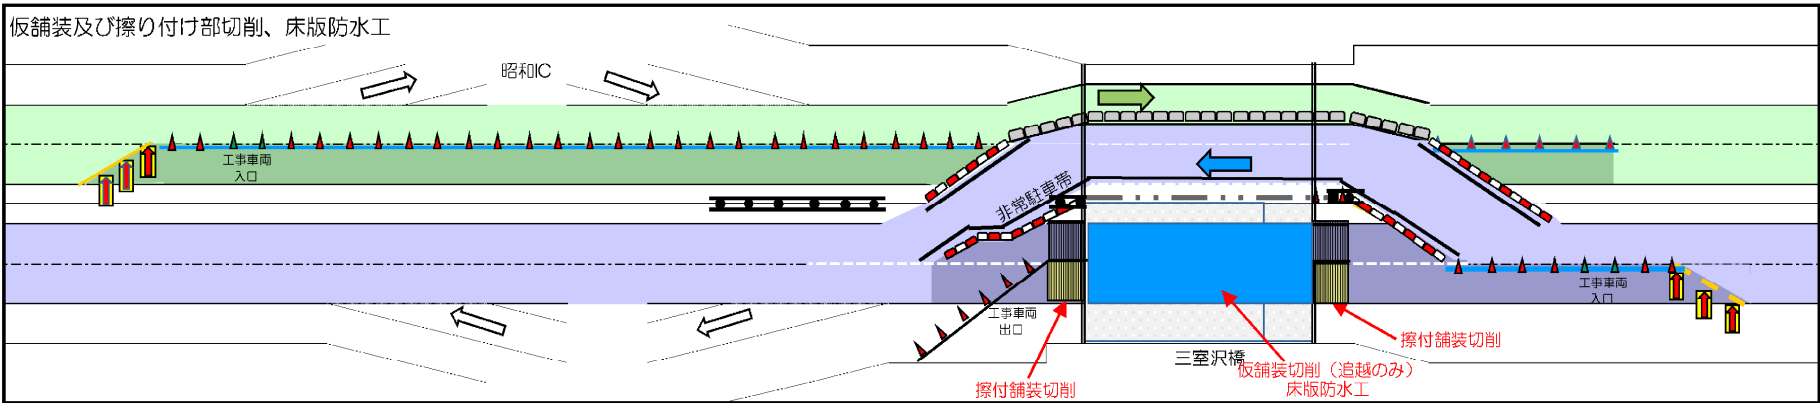 仮舗装及び擦り付け部切削、床版防水工
昭和IC
工事車両
入口
非常駐車帯
工事車両
入口
工事車両
出口
擦付舗装切削
三室沢橋
仮舗装切削（追越のみ）
床版防水工
擦付舗装切削